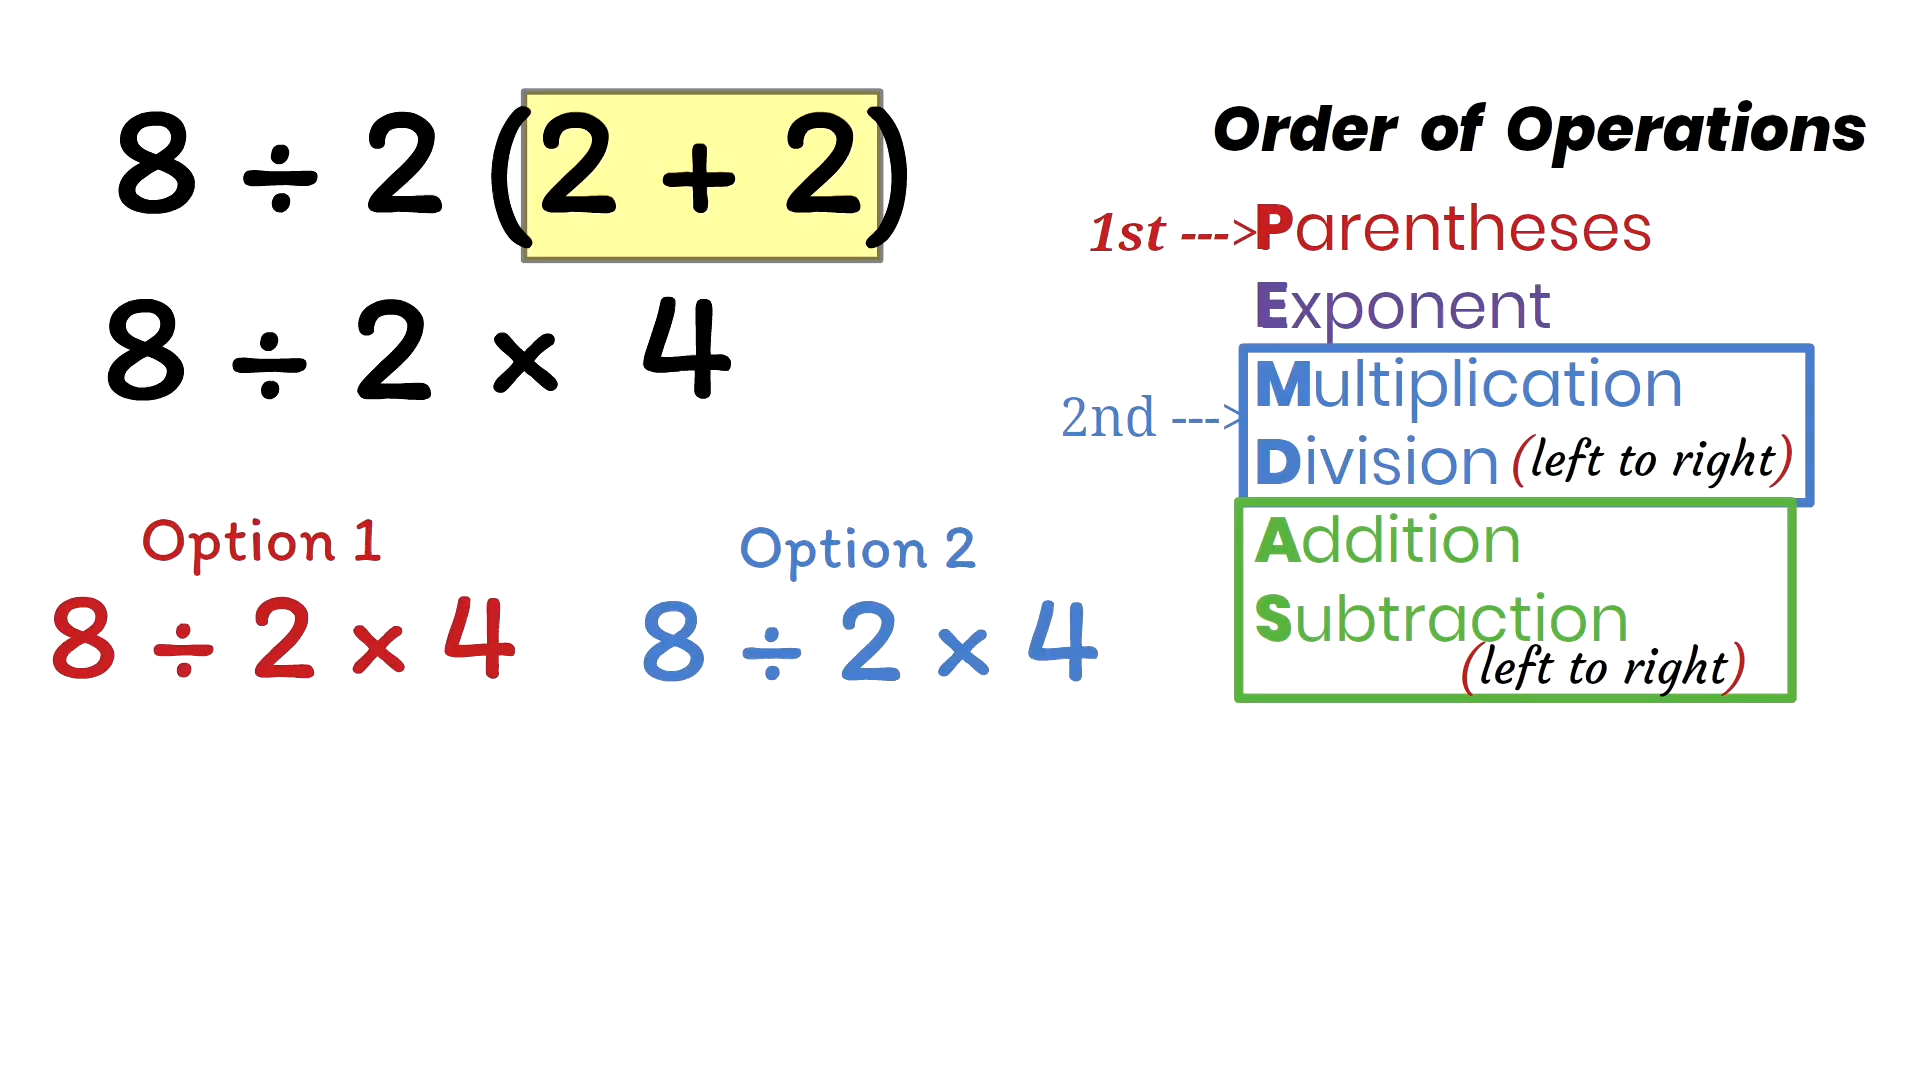 8 ÷ 2 (2 + 2)
8 ÷ 2 × 4
Option 1
8 ÷ 2 × 4
Option 2
8 ÷ 2 × 4
Order of Operations
1st --->Parentheses
Exponent
2nd --->
Multiplication
Division (left to right)
Addition
Subtraction
(left to right)